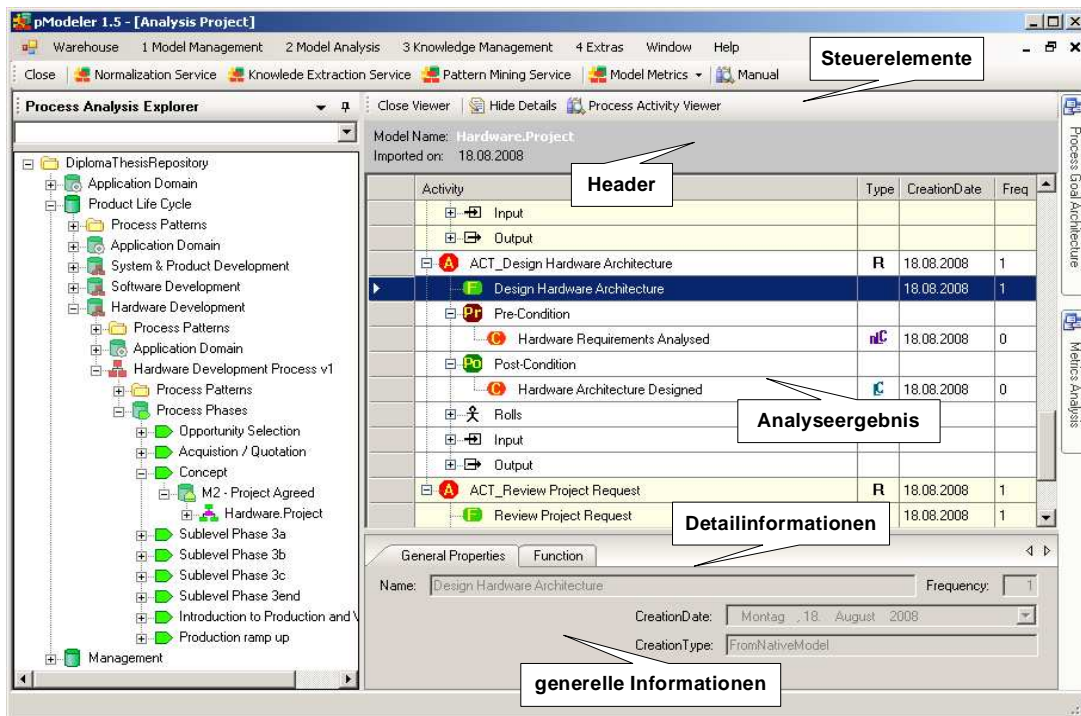 pModeler 1.5 - [Analysis Project]
Warehouse 1 Model Management 2 Model Analysis 3 Knowledge Management 4 Extras Window Help
Steuerelemente
Close Normalization Service Knowlede Extraction Service Pattern Mining Service Model Metrics Manual
Process Analysis Explorer
Close Viewer Hide Details Process Activity Viewer
Model Name: Hardware.Project
Imported on: 18.08.2008
Header
DiplomaThesisRepository
Application Domain
Product Life Cycle
Process Patterns
Application Domain
System & Product Development
Software Development
Hardware Development
Process Patterns
Application Domain
Hardware Development Process v1
Process Patterns
Process Phases
Opportunity Selection
Acquistion / Quotation
Concept
M2 - Project Agreed
Hardware.Project
Sublevel Phase 3a
Sublevel Phase 3b
Sublevel Phase 3c
Sublevel Phase 3end
Introduction to Production and
Production ramp up
Management
Activity Type CreationDate Freq
Input
Output
A ACT_Design Hardware Architecture R 18.08.2008 1
F Design Hardware Architecture 18.08.2008 1
Pr Pre-Condition
C Hardware Requirements Analysed nC 18.08.2008 0
Po Post-Condition
C Hardware Architecture Designed C 18.08.2008 0
Rolls
Input
Output
A ACT_Review Project Request R 18.08.2008 1
F Review Project Request 18.08.2008 1
Analyseergebnis
Detailinformationen
General Properties Function
Name: Design Hardware Architecture Frequency: 1
CreationDate: Montag , 18. August 2008
CreationType: FromNativeModel
generelle Informationen
Process Goal Architecture
Metrics Analysis